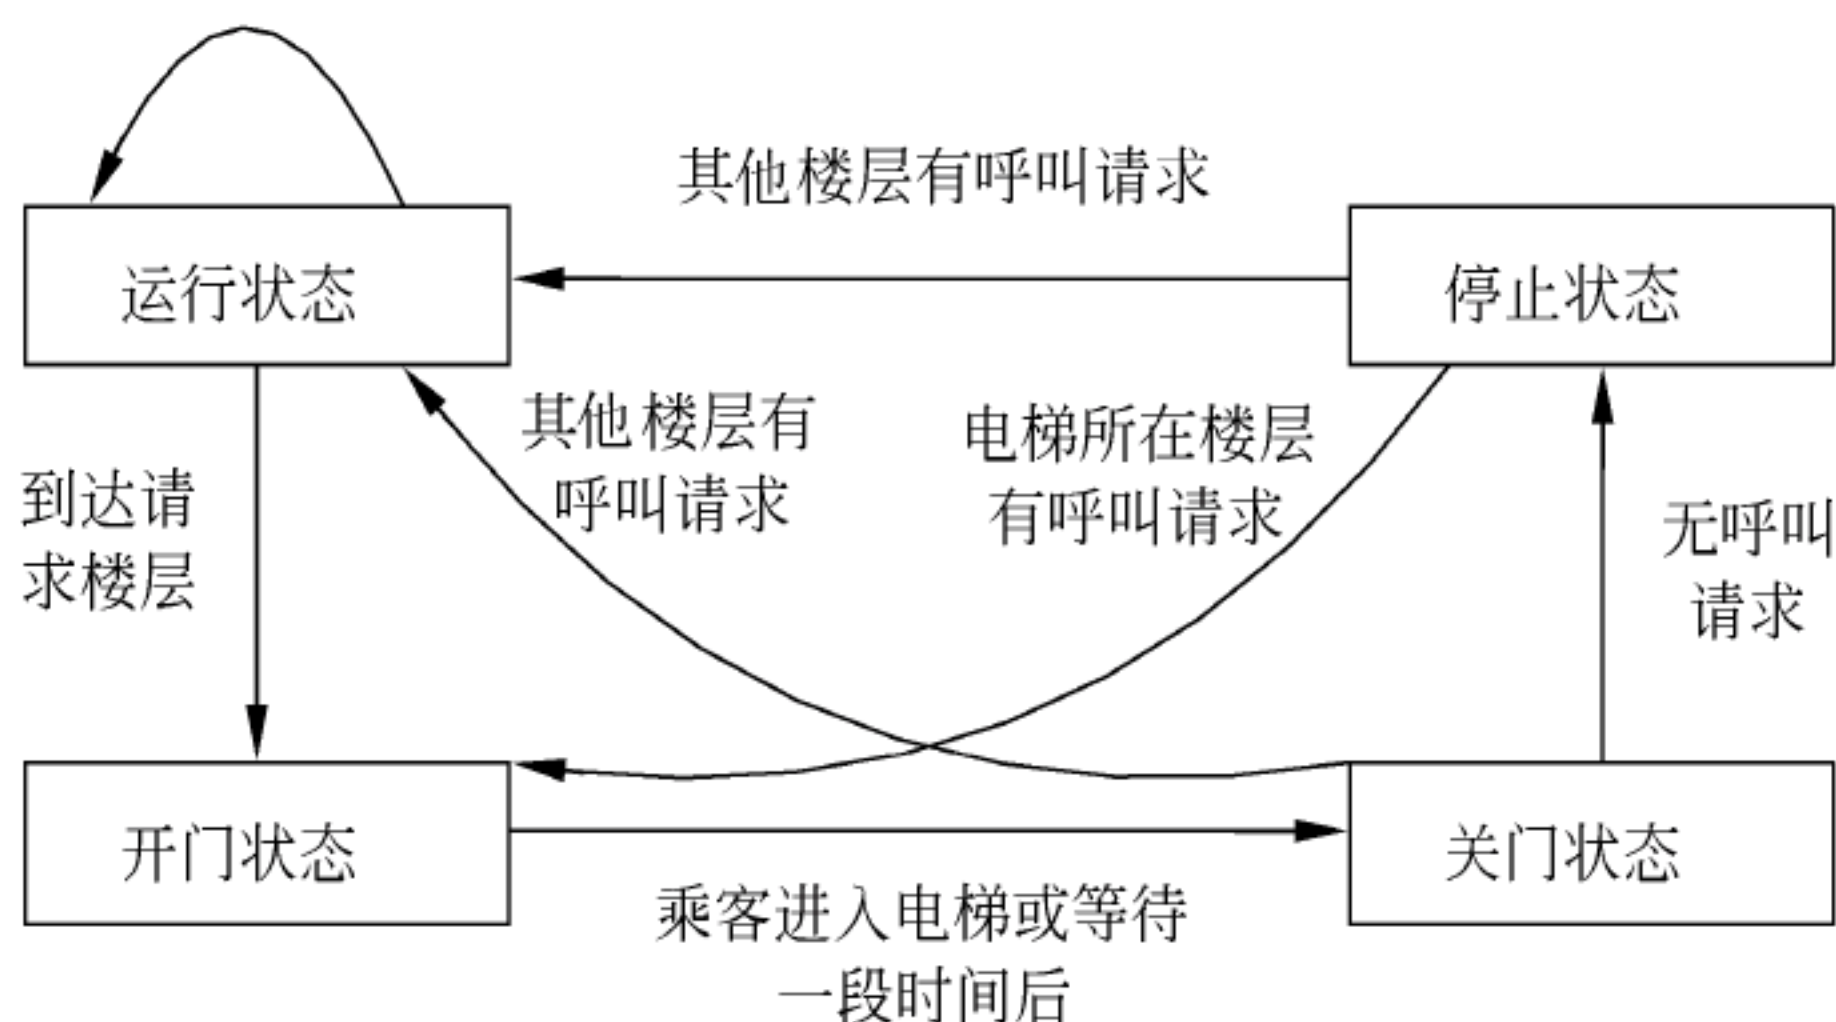 其他楼层有呼叫请求
运行状态
停止状态
其他楼层有
呼叫请求
电梯所在楼层
有呼叫请求
到达请
求楼层
无呼叫
请求
开门状态
关门状态
乘客进入电梯或等待
一段时间后